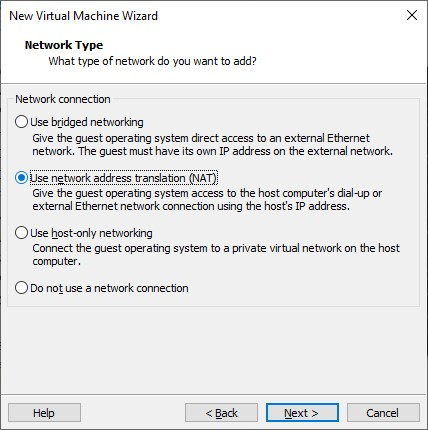 New Virtual Machine Wizard
Network Type
What type of network do you want to add?
Network connection
Use bridged networking
Give the guest operating system direct access to an external Ethernet
network. The guest must have its own IP address on the external network.
Use network address translation (NAT)
Give the guest operating system access to the host computer's dial-up or
external Ethernet network connection using the host's IP address.
Use host-only networking
Connect the guest operating system to a private virtual network on the host
computer.
Do not use a network connection
Help
< Back
Next >
Cancel